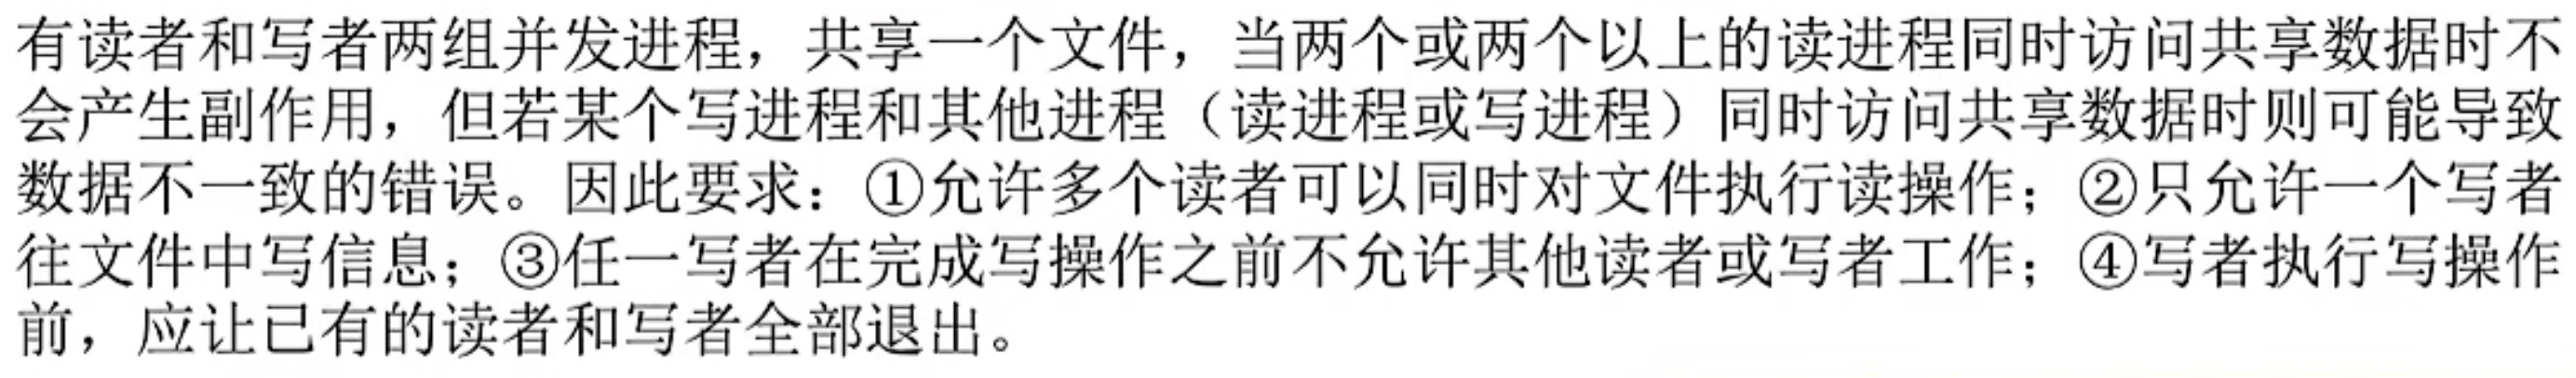 有读者和写者两组并发进程，共享一个文件，当两个或两个以上的读进程同时访问共享数据时不
会产生副作用，但若某个写进程和其他进程（读进程或写进程）同时访问共享数据时则可能导致
数据不一致的错误。因此要求：①允许多个读者可以同时对文件执行读操作；②只允许一个写者
往文件中写信息；③任一写者在完成写操作之前不允许其他读者或写者工作；④写者执行写操作
前，应让已有的读者和写者全部退出。